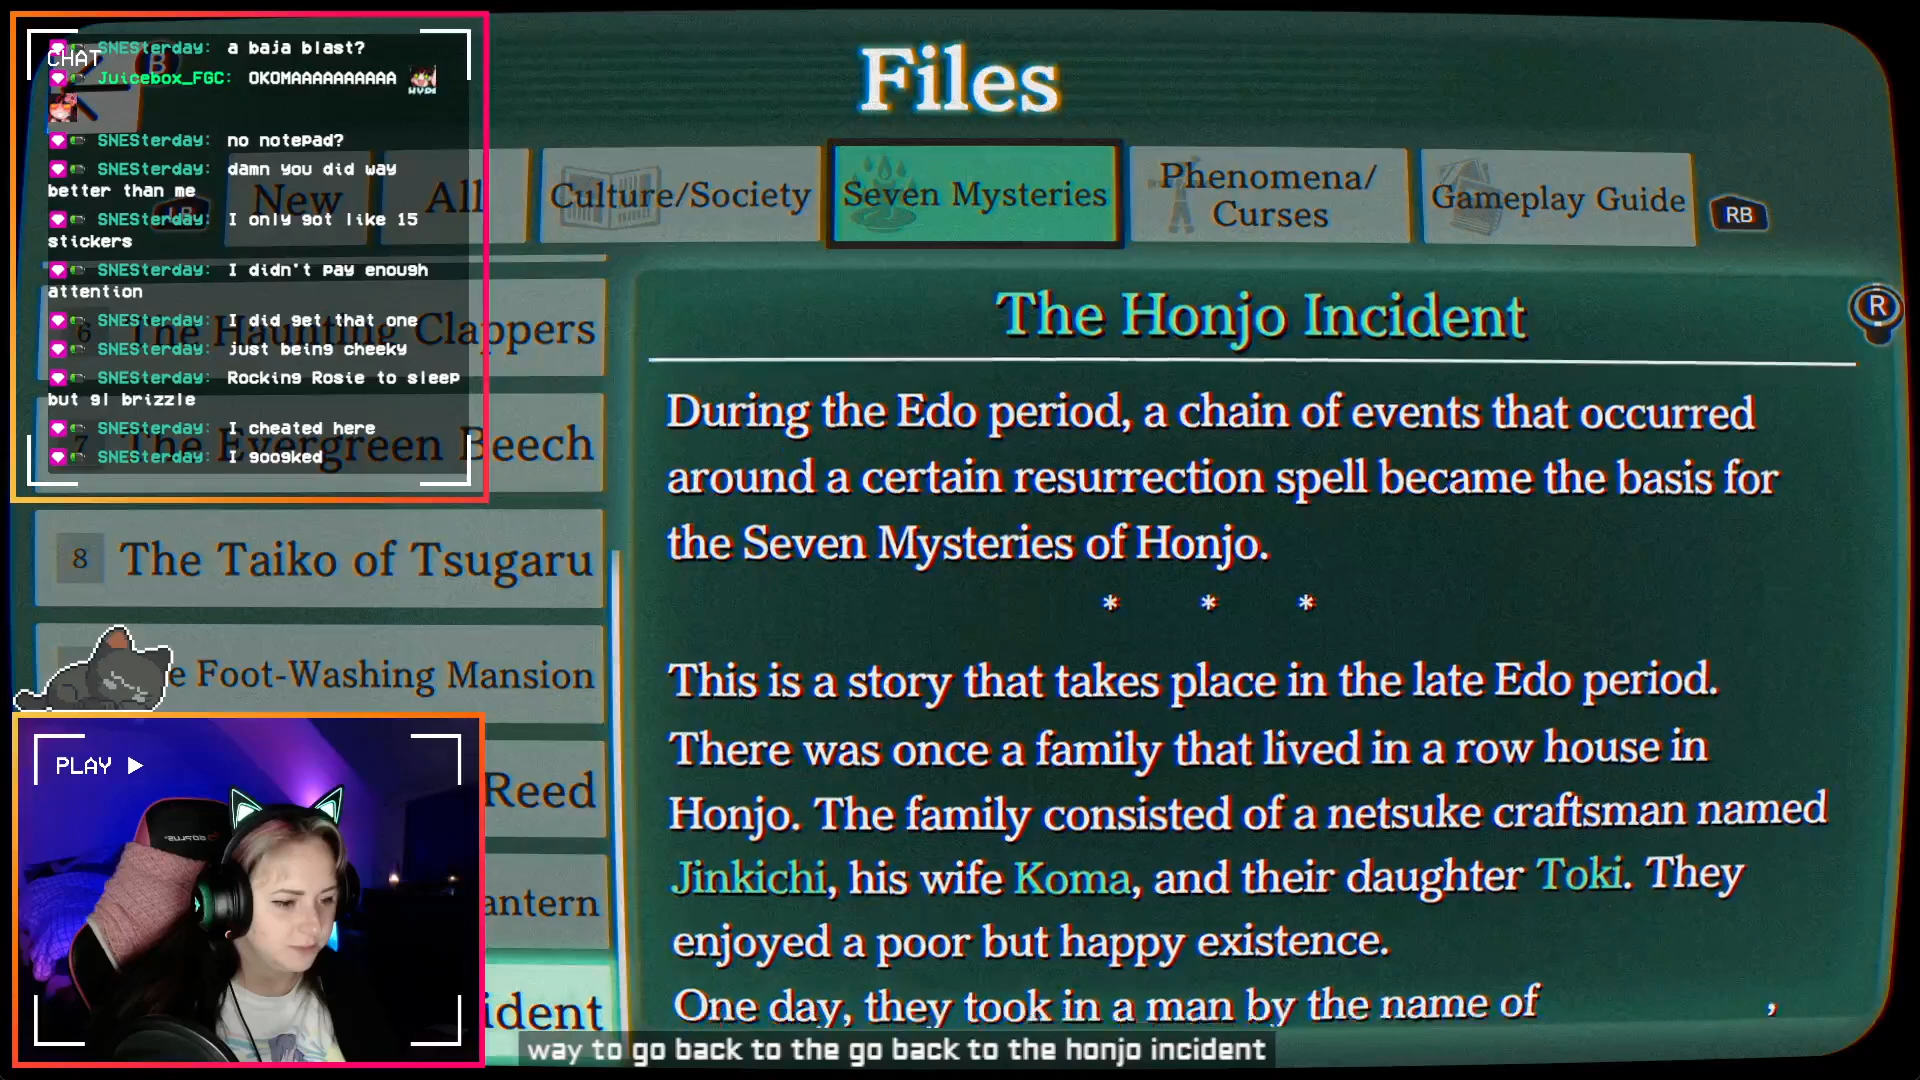 CHAT
B
SNESterday: a baja blast?
Juicebox_FGC: OKOMAAAAAAAAAA
SNESterday: no notepad?
SNESterday: damn you did way
better than me
SNESterday: I only got like 15
stickers
SNESterday: I didn't pay enough
attention
SNESterday: I did get that one
SNESterday: just being cheeky
SNESterday: Rocking Rosie to sleep
but gl brizzle
SNESterday: I cheated here
SNESterday: I googked
Files
LB
New
All
Culture/Society
Seven Mysteries
Phenomena/
Curses
Gameplay Guide
RB
6 The Haunting Clappers
7 The Evergreen Beech
8 The Taiko of Tsugaru
e Foot-Washing Mansion
Reed
antern
ident
The Honjo Incident
R
During the Edo period, a chain of events that occurred
around a certain resurrection spell became the basis for
the Seven Mysteries of Honjo.
* * *
This is a story that takes place in the late Edo period.
There was once a family that lived in a row house in
Honjo. The family consisted of a netsuke craftsman named
Jinkichi, his wife Koma, and their daughter Toki. They
enjoyed a poor but happy existence.
One day, they took in a man by the name of ,
PLAY
way to go back to the go back to the honjo incident